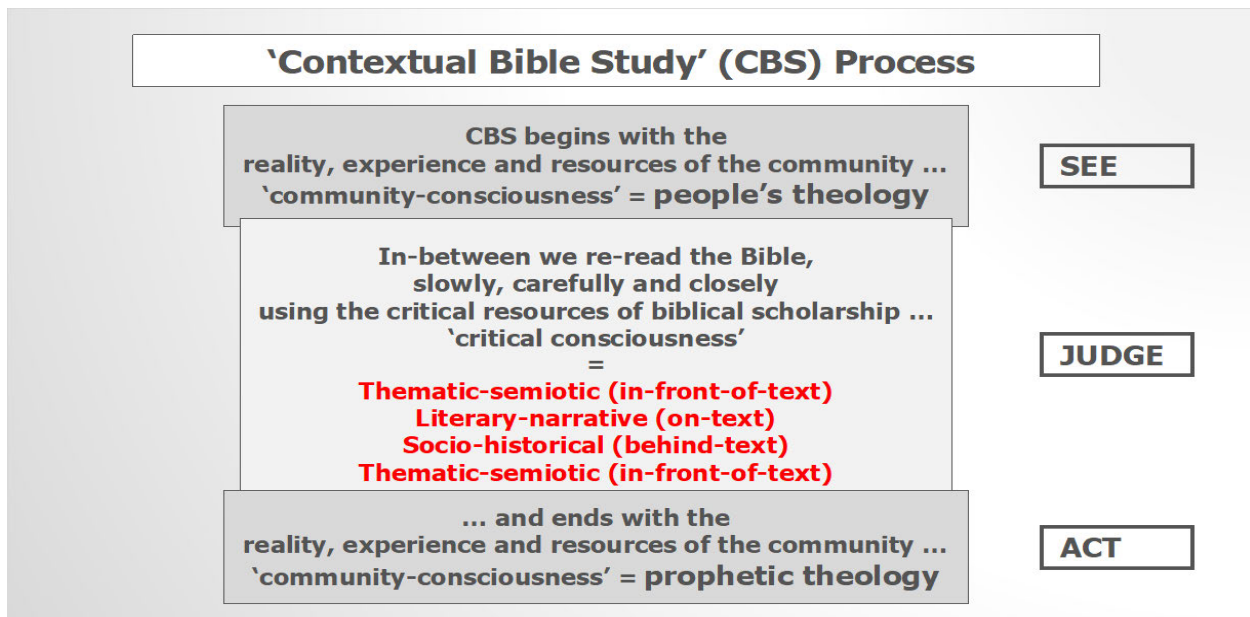 ‘Contextual Bible Study’ (CBS) Process
CBS begins with the
reality, experience and resources of the community ...
‘community-consciousness’ = people’s theology
SEE
In-between we re-read the Bible,
slowly, carefully and closely
using the critical resources of biblical scholarship ...
‘critical consciousness’
=
Thematic-semiotic (in-front-of-text)
Literary-narrative (on-text)
Socio-historical (behind-text)
Thematic-semiotic (in-front-of-text)
JUDGE
... and ends with the
reality, experience and resources of the community ...
‘community-consciousness’ = prophetic theology
ACT